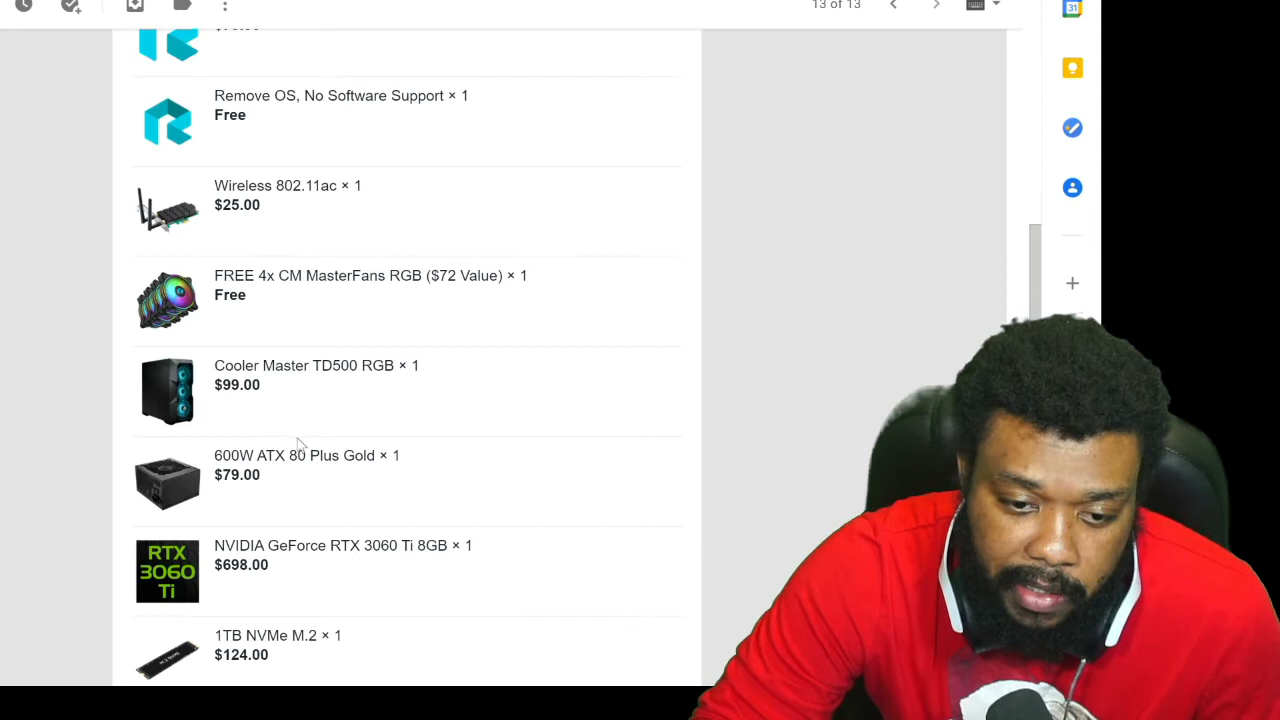 13 of 13
31
Remove OS, No Software Support × 1
Free
Wireless 802.11ac × 1
$25.00
FREE 4x CM MasterFans RGB ($72 Value) × 1
Free
Cooler Master TD500 RGB × 1
$99.00
600W ATX 80 Plus Gold × 1
$79.00
RTX
3060
Ti
NVIDIA GeForce RTX 3060 Ti 8GB × 1
$698.00
1TB NVMe M.2 × 1
$124.00
M.2 NVME